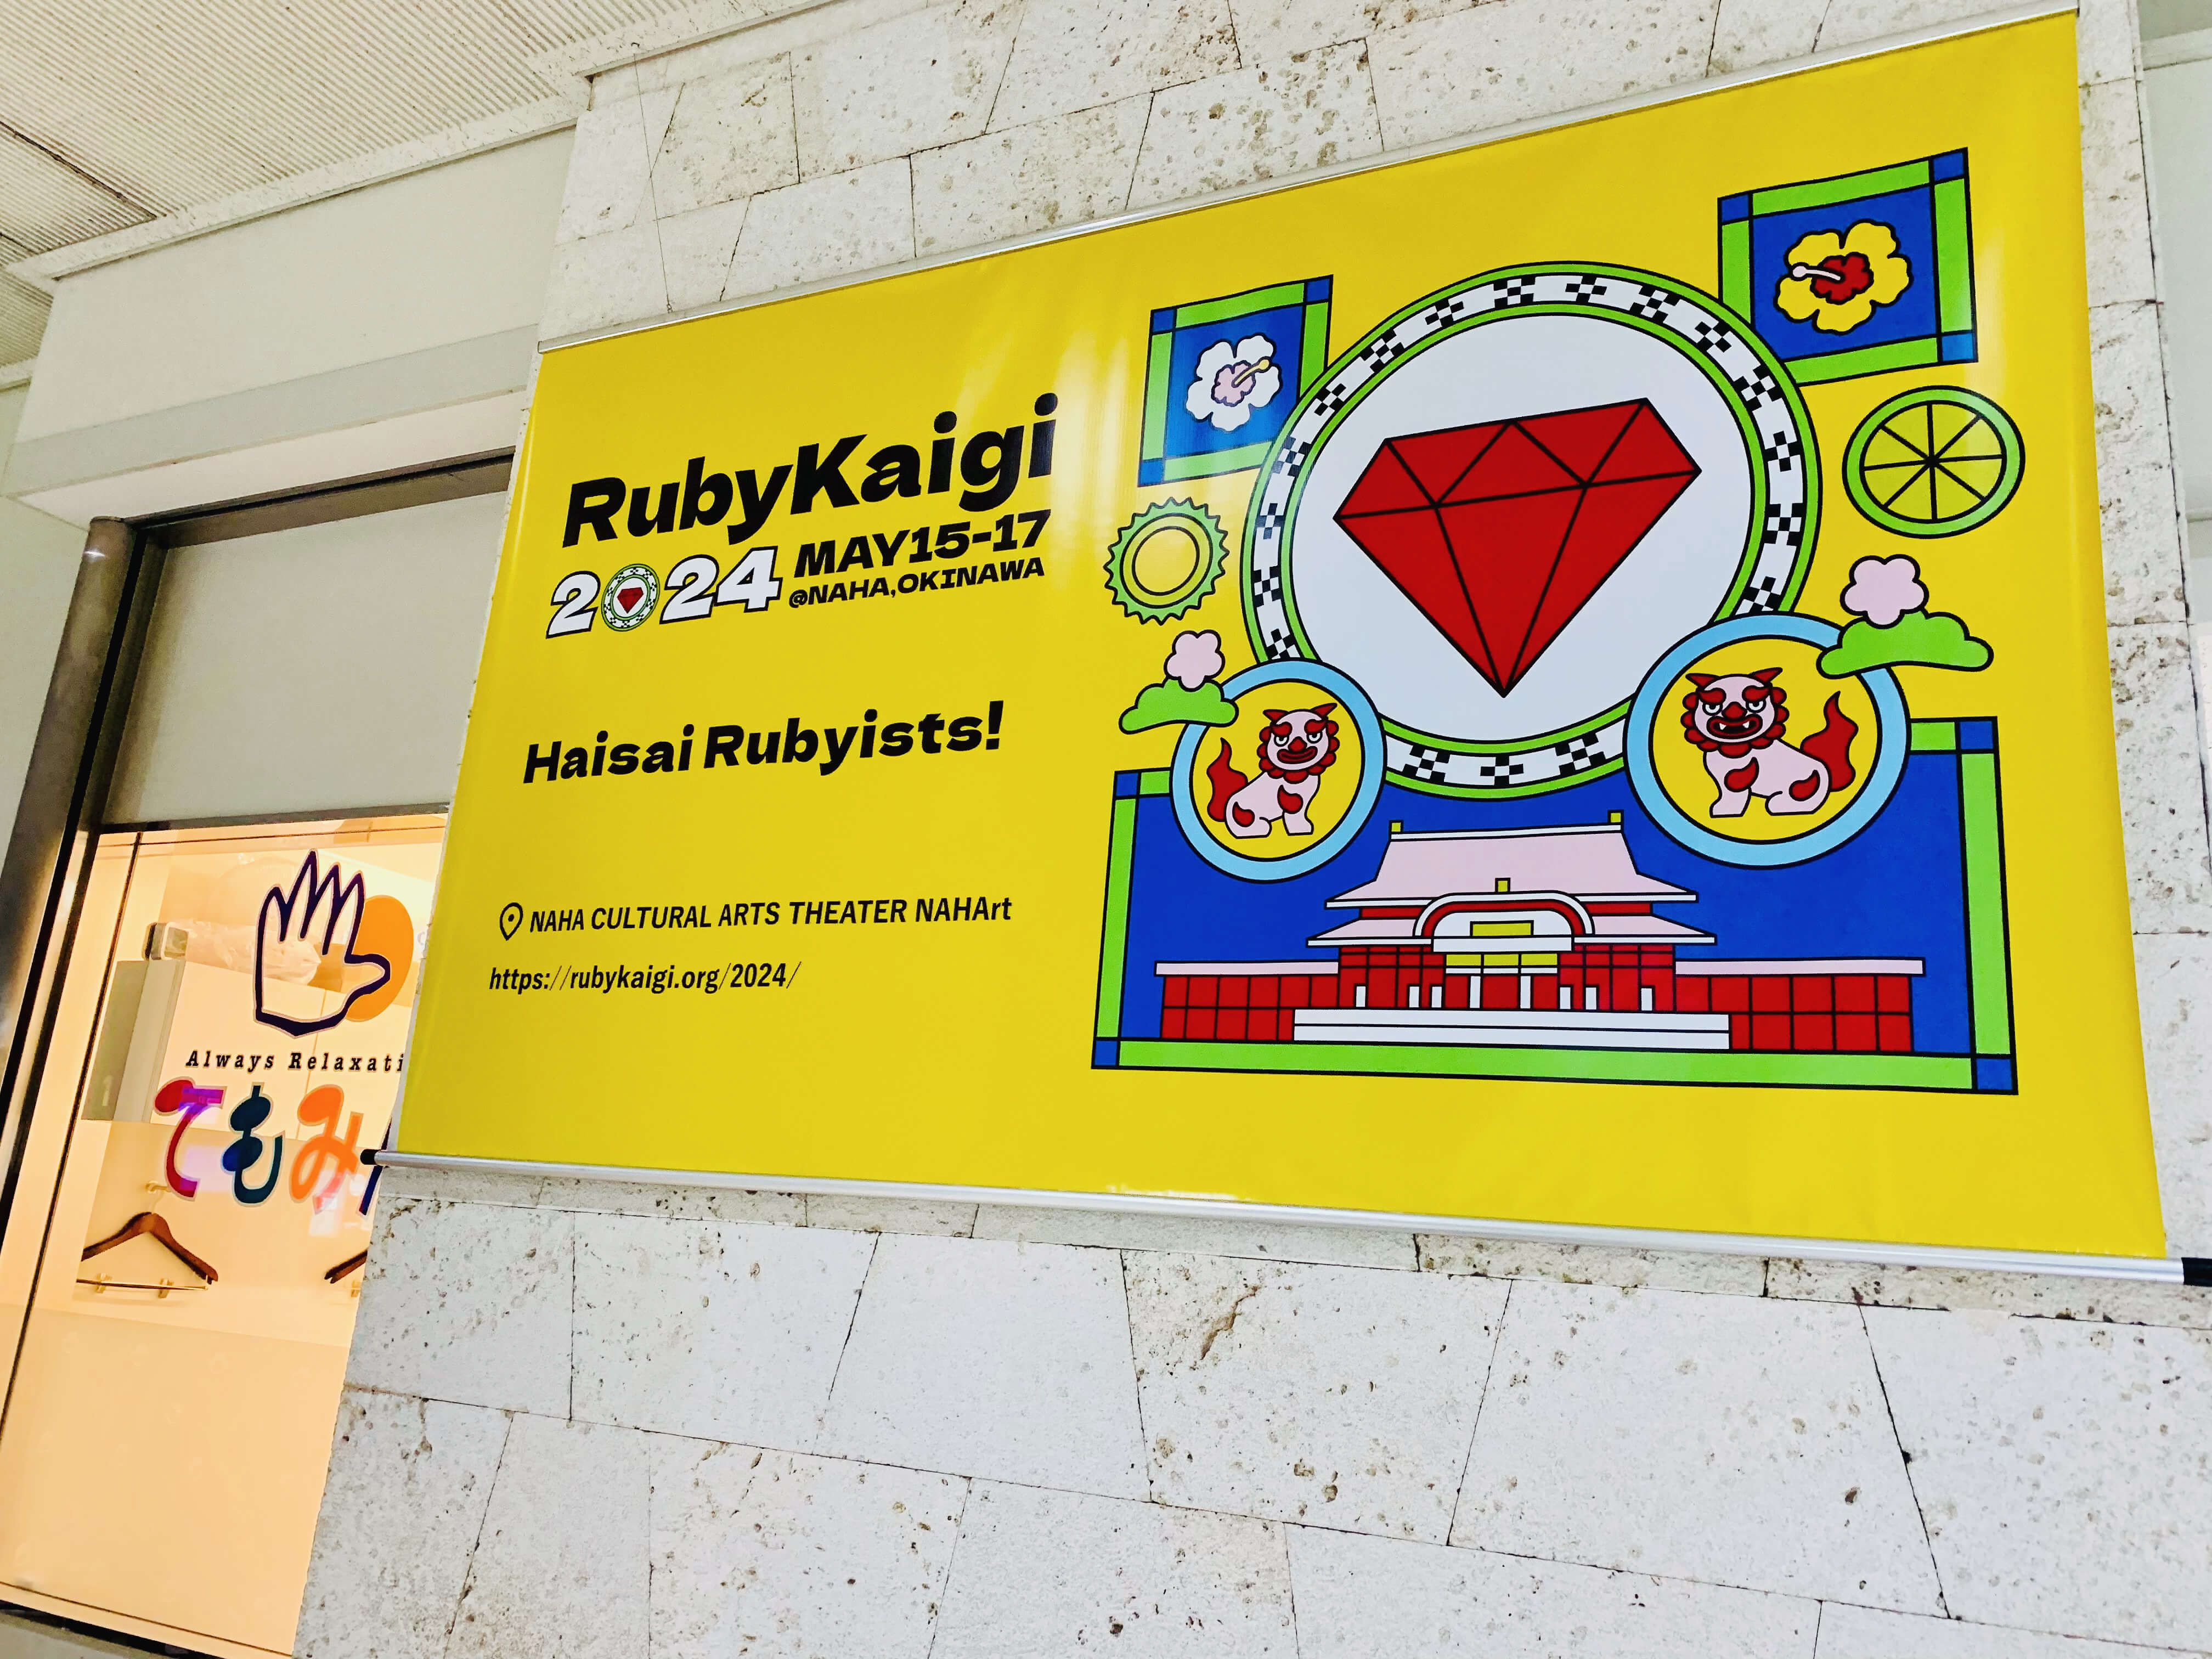 RubyKaigi
2024 MAY15-17
@NAHA,OKINAWA
Haisai Rubyists!
NAHA CULTURAL ARTS THEATER NAHArt
https://rubykaigi.org/2024/
Always Relaxati
てもみ